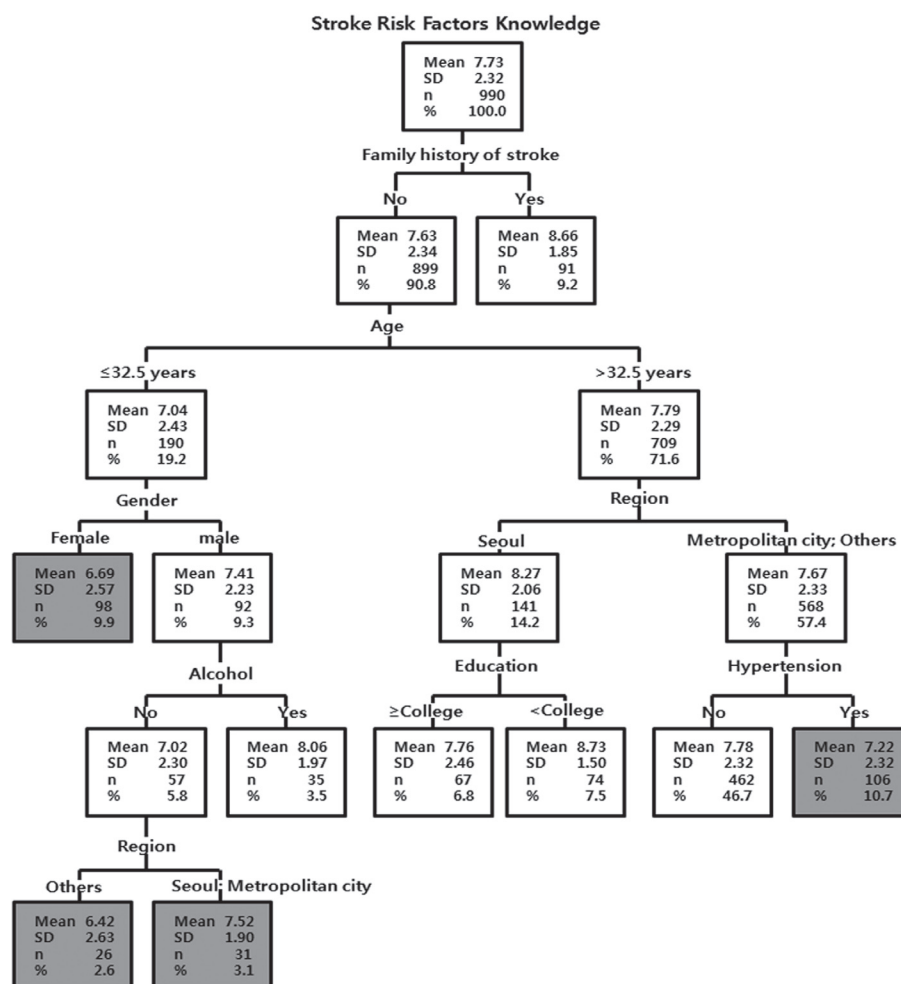 Stroke Risk Factors Knowledge
Mean 7.73
SD 2.32
n 990
% 100.0
Family history of stroke
No Yes
Mean 7.63
SD 2.34
n 899
% 90.8
Mean 8.66
SD 1.85
n 91
% 9.2
Age
≤32.5 years >32.5 years
Mean 7.04
SD 2.43
n 190
% 19.2
Mean 7.79
SD 2.29
n 709
% 71.6
Gender
Region
Female male
Seoul Metropolitan city; Others
Mean 6.69
SD 2.57
n 98
% 9.9
Mean 7.41
SD 2.23
n 92
% 9.3
Mean 8.27
SD 2.06
n 141
% 14.2
Mean 7.67
SD 2.33
n 568
% 57.4
Alcohol
Education
Hypertension
No Yes
≥College <College
No Yes
Mean 7.02
SD 2.30
n 57
% 5.8
Mean 8.06
SD 1.97
n 35
% 3.5
Mean 7.76
SD 2.46
n 67
% 6.8
Mean 8.73
SD 1.50
n 74
% 7.5
Mean 7.78
SD 2.32
n 462
% 46.7
Mean 7.22
SD 2.32
n 106
% 10.7
Region
Others Seoul; Metropolitan city
Mean 6.42
SD 2.63
n 26
% 2.6
Mean 7.52
SD 1.90
n 31
% 3.1